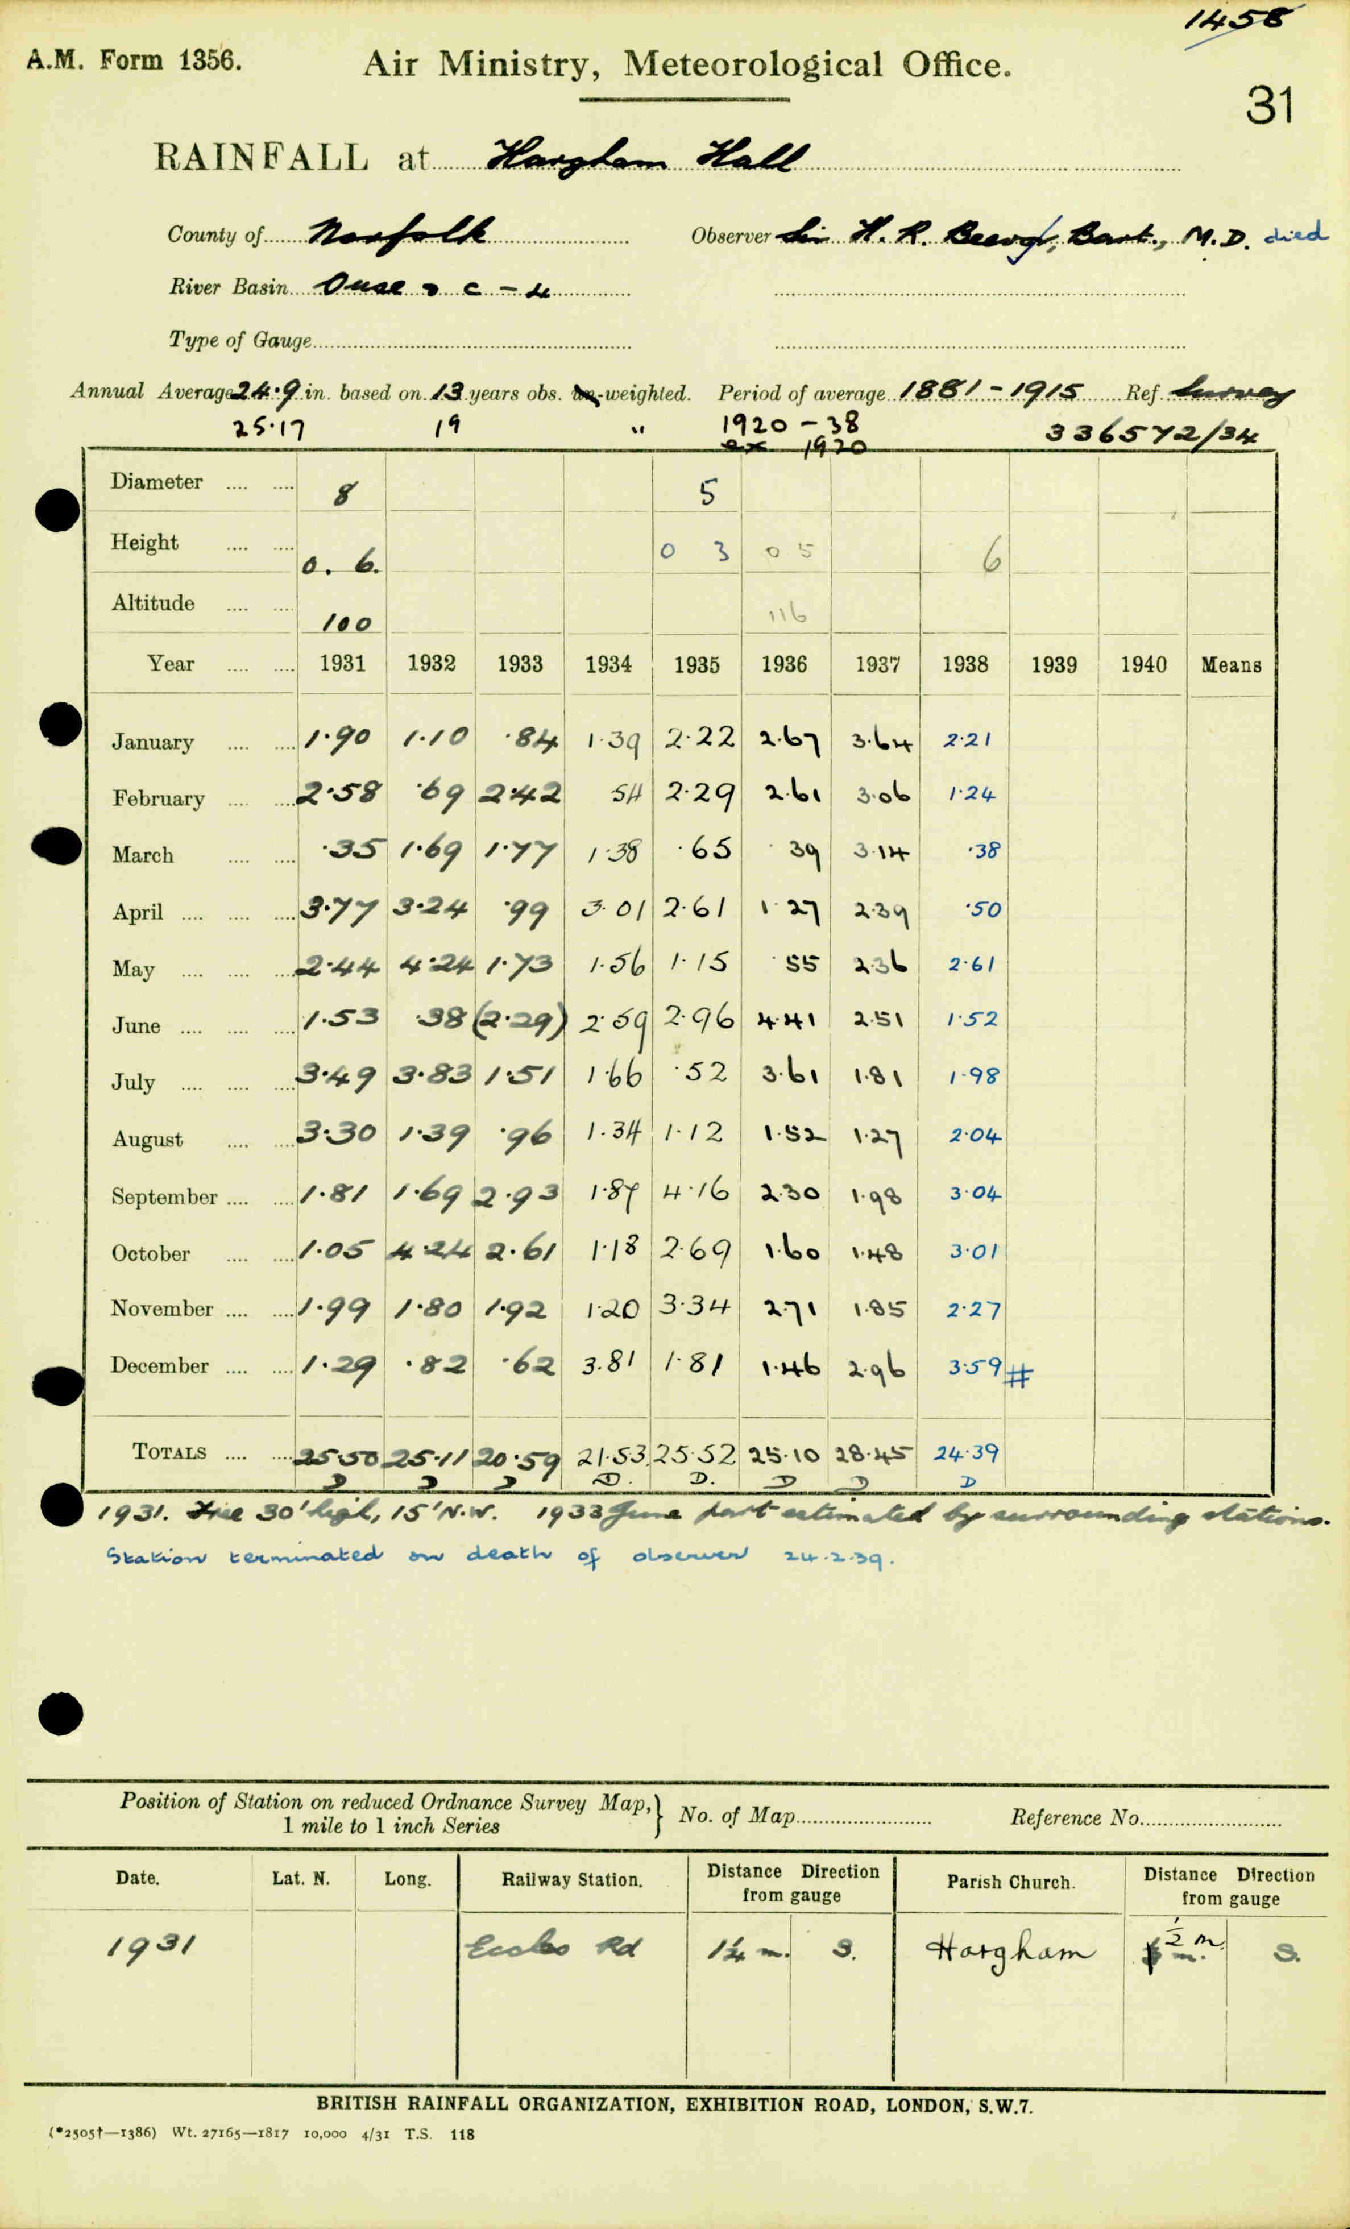 1458
A.M. Form 1356.
Air Ministry, Meteorological Office.
31
RAINFALL at Hargham Hall
County of Norfolk Observer Sir H. R. Beevor, Bart., M.D. died
River Basin Ouse c - 4
Type of Gauge
Annual Average 24.9 in. based on 13 years obs. un-weighted. Period of average 1881-1915 Ref. Survey
25.17 19 " 1920 - 38 336572/34
ex 1920
Diameter 8 5
Height 0. 6. 0 3 0 5 6
Altitude 100 116
Year 1931 1932 1933 1934 1935 1936 1937 1938 1939 1940 Means
January 1.90 1.10 .84 1.39 2.22 2.67 3.64 2.21
February 2.58 .69 2.42 54 2.29 2.61 3.06 1.24
March .35 1.69 1.77 1.38 .65 .39 3.14 .38
April 3.77 3.24 .99 3.01 2.61 1.27 2.39 .50
May 2.44 4.24 1.73 1.56 1.15 .55 2.36 2.61
June 1.53 .38 (2.29) 2.59 2.96 4.41 2.51 1.52
July 3.49 3.83 1.51 1.66 .52 3.61 1.81 1.98
August 3.30 1.39 .96 1.34 1.12 1.52 1.27 2.04
September 1.81 1.69 2.93 1.87 4.16 2.30 1.98 3.04
October 1.05 4.24 2.61 1.18 2.69 1.60 1.48 3.01
November 1.99 1.80 1.92 1.20 3.34 2.71 1.85 2.27
December 1.29 .82 .62 3.81 1.81 1.46 2.96 3.59 #
TOTALS 25.50 25.11 20.59 21.53 25.52 25.10 28.45 24.39
D D D D. D. D D D
1931. Tree 30' high, 15' N.W. 1933 June part estimated by surrounding stations.
Station terminated on death of observer 24.2.39.
Position of Station on reduced Ordnance Survey Map, 1 mile to 1 inch Series } No. of Map Reference No.
Date. Lat. N. Long. Railway Station. Distance Direction from gauge Parish Church. Distance Direction from gauge
1931 Eccles Rd 1¼ m. S. Hargham ½ m. S.
BRITISH RAINFALL ORGANIZATION, EXHIBITION ROAD, LONDON, S.W.7.
(*2505†—1386) Wt. 27165—1817 10,000 4/31 T.S. 118